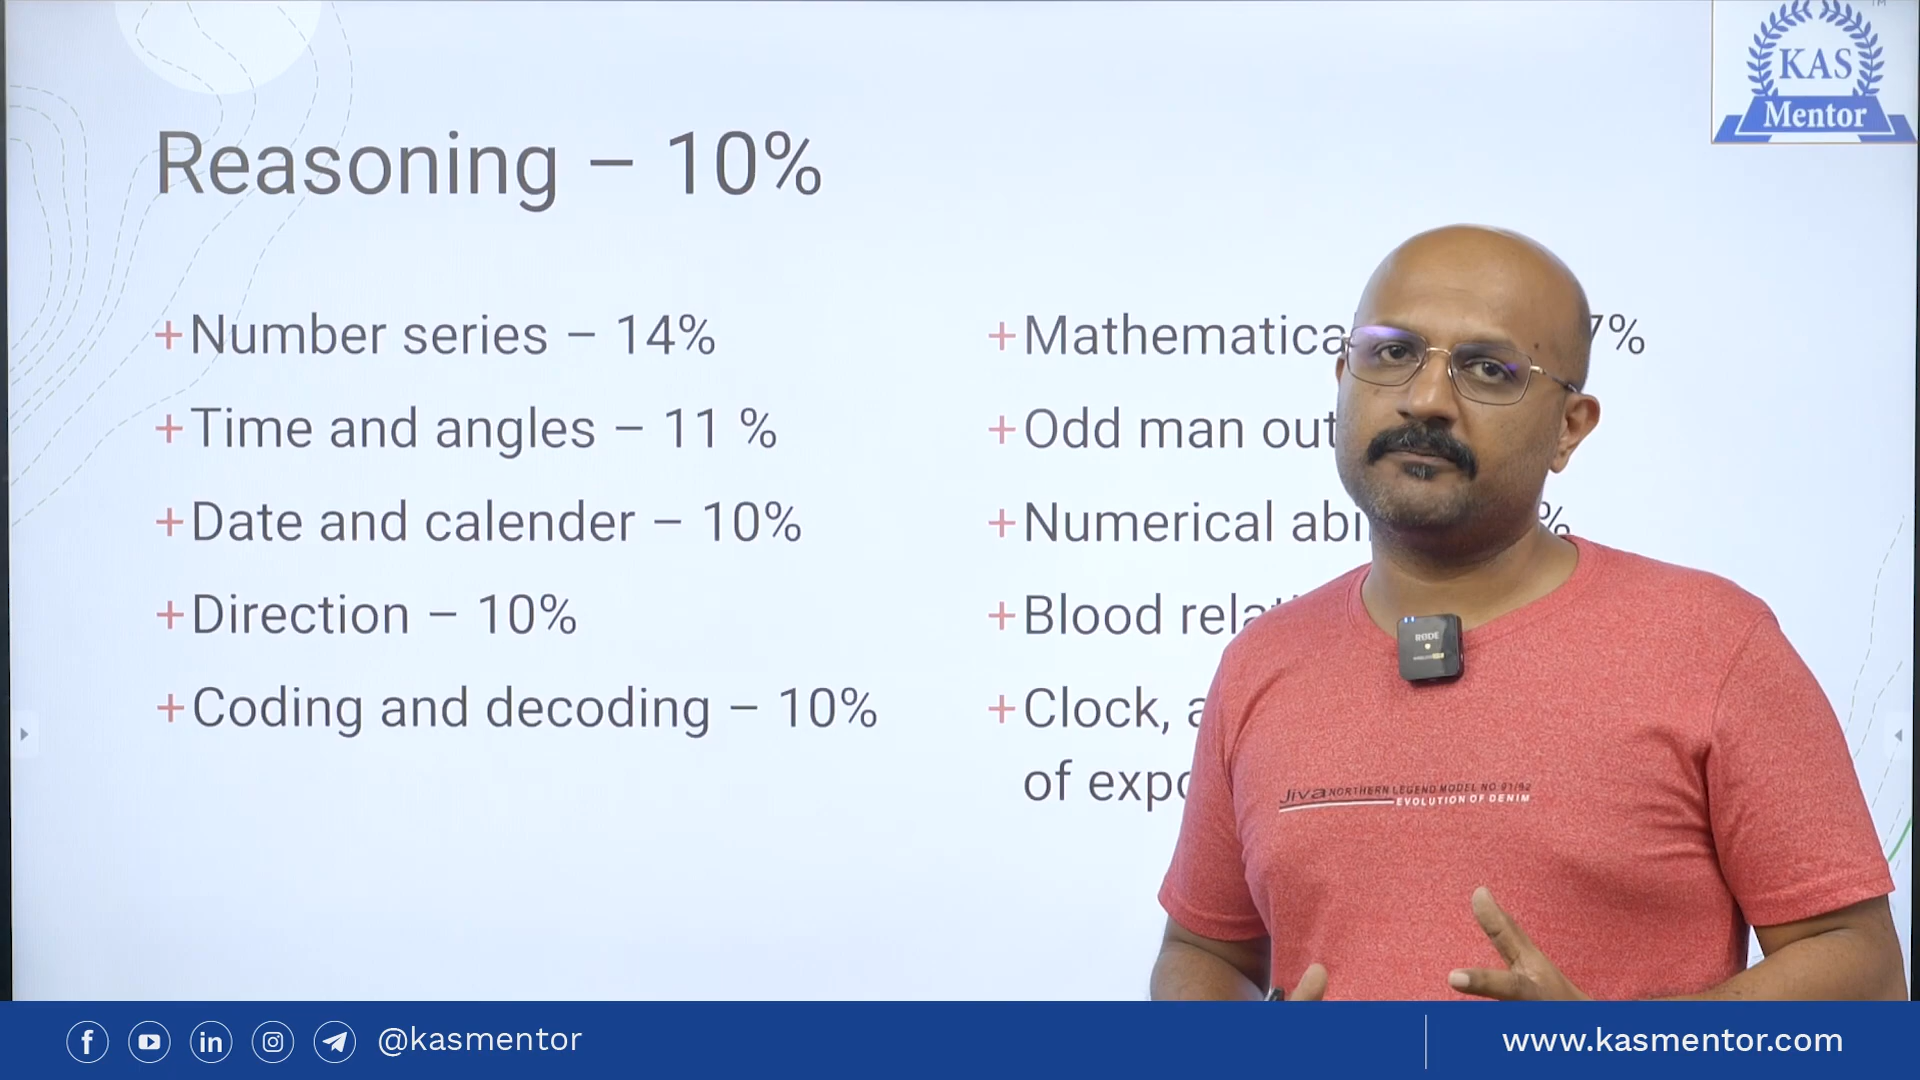 KAS
Mentor
TM
Reasoning – 10%
+Number series – 14%
+Time and angles – 11 %
+Date and calender – 10%
+Direction – 10%
+Coding and decoding – 10%
+Mathematica 7%
+Odd man out
+Numerical abi %
+Blood rela
+Clock, a
of expo
RØDE
Jiva NORTHERN LEGEND MODEL NO 91/92
EVOLUTION OF DENIM
@kasmentor
www.kasmentor.com